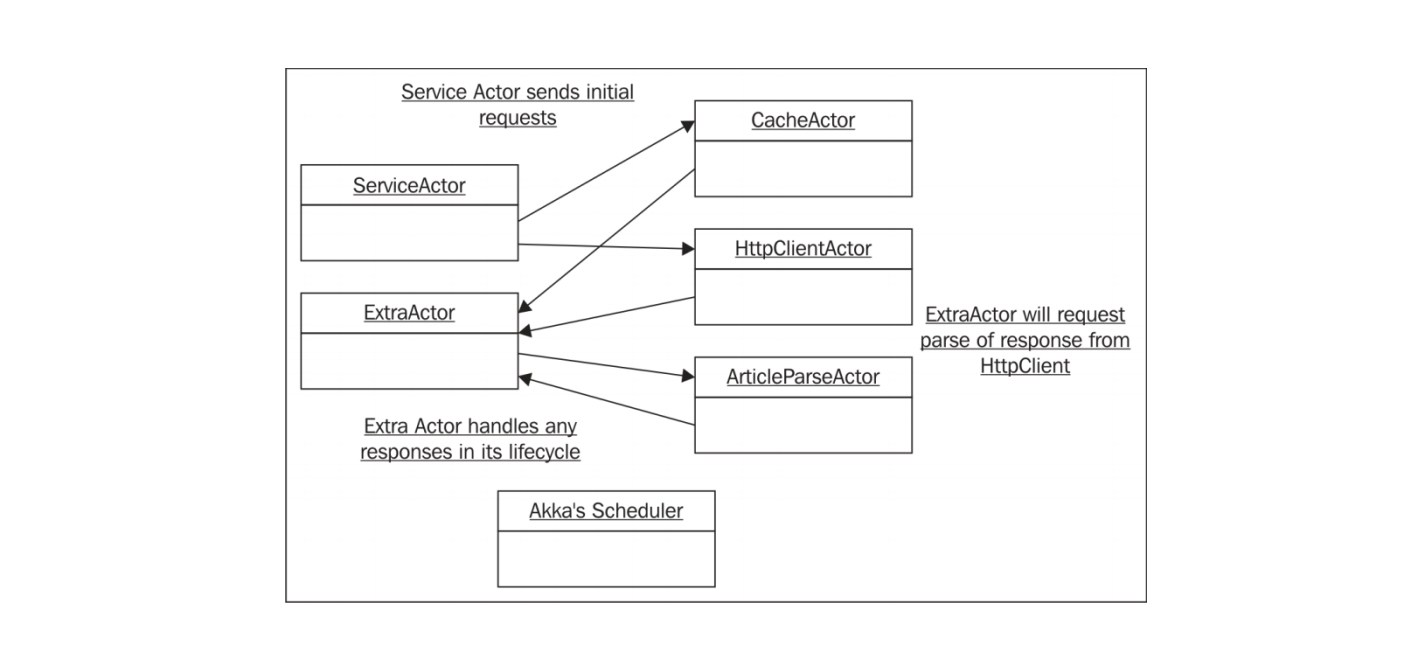 Service Actor sends initial
requests
CacheActor
ServiceActor
HttpClientActor
ExtraActor
ExtraActor will request
parse of response from
HttpClient
ArticleParseActor
Extra Actor handles any
responses in its lifecycle
Akka's Scheduler